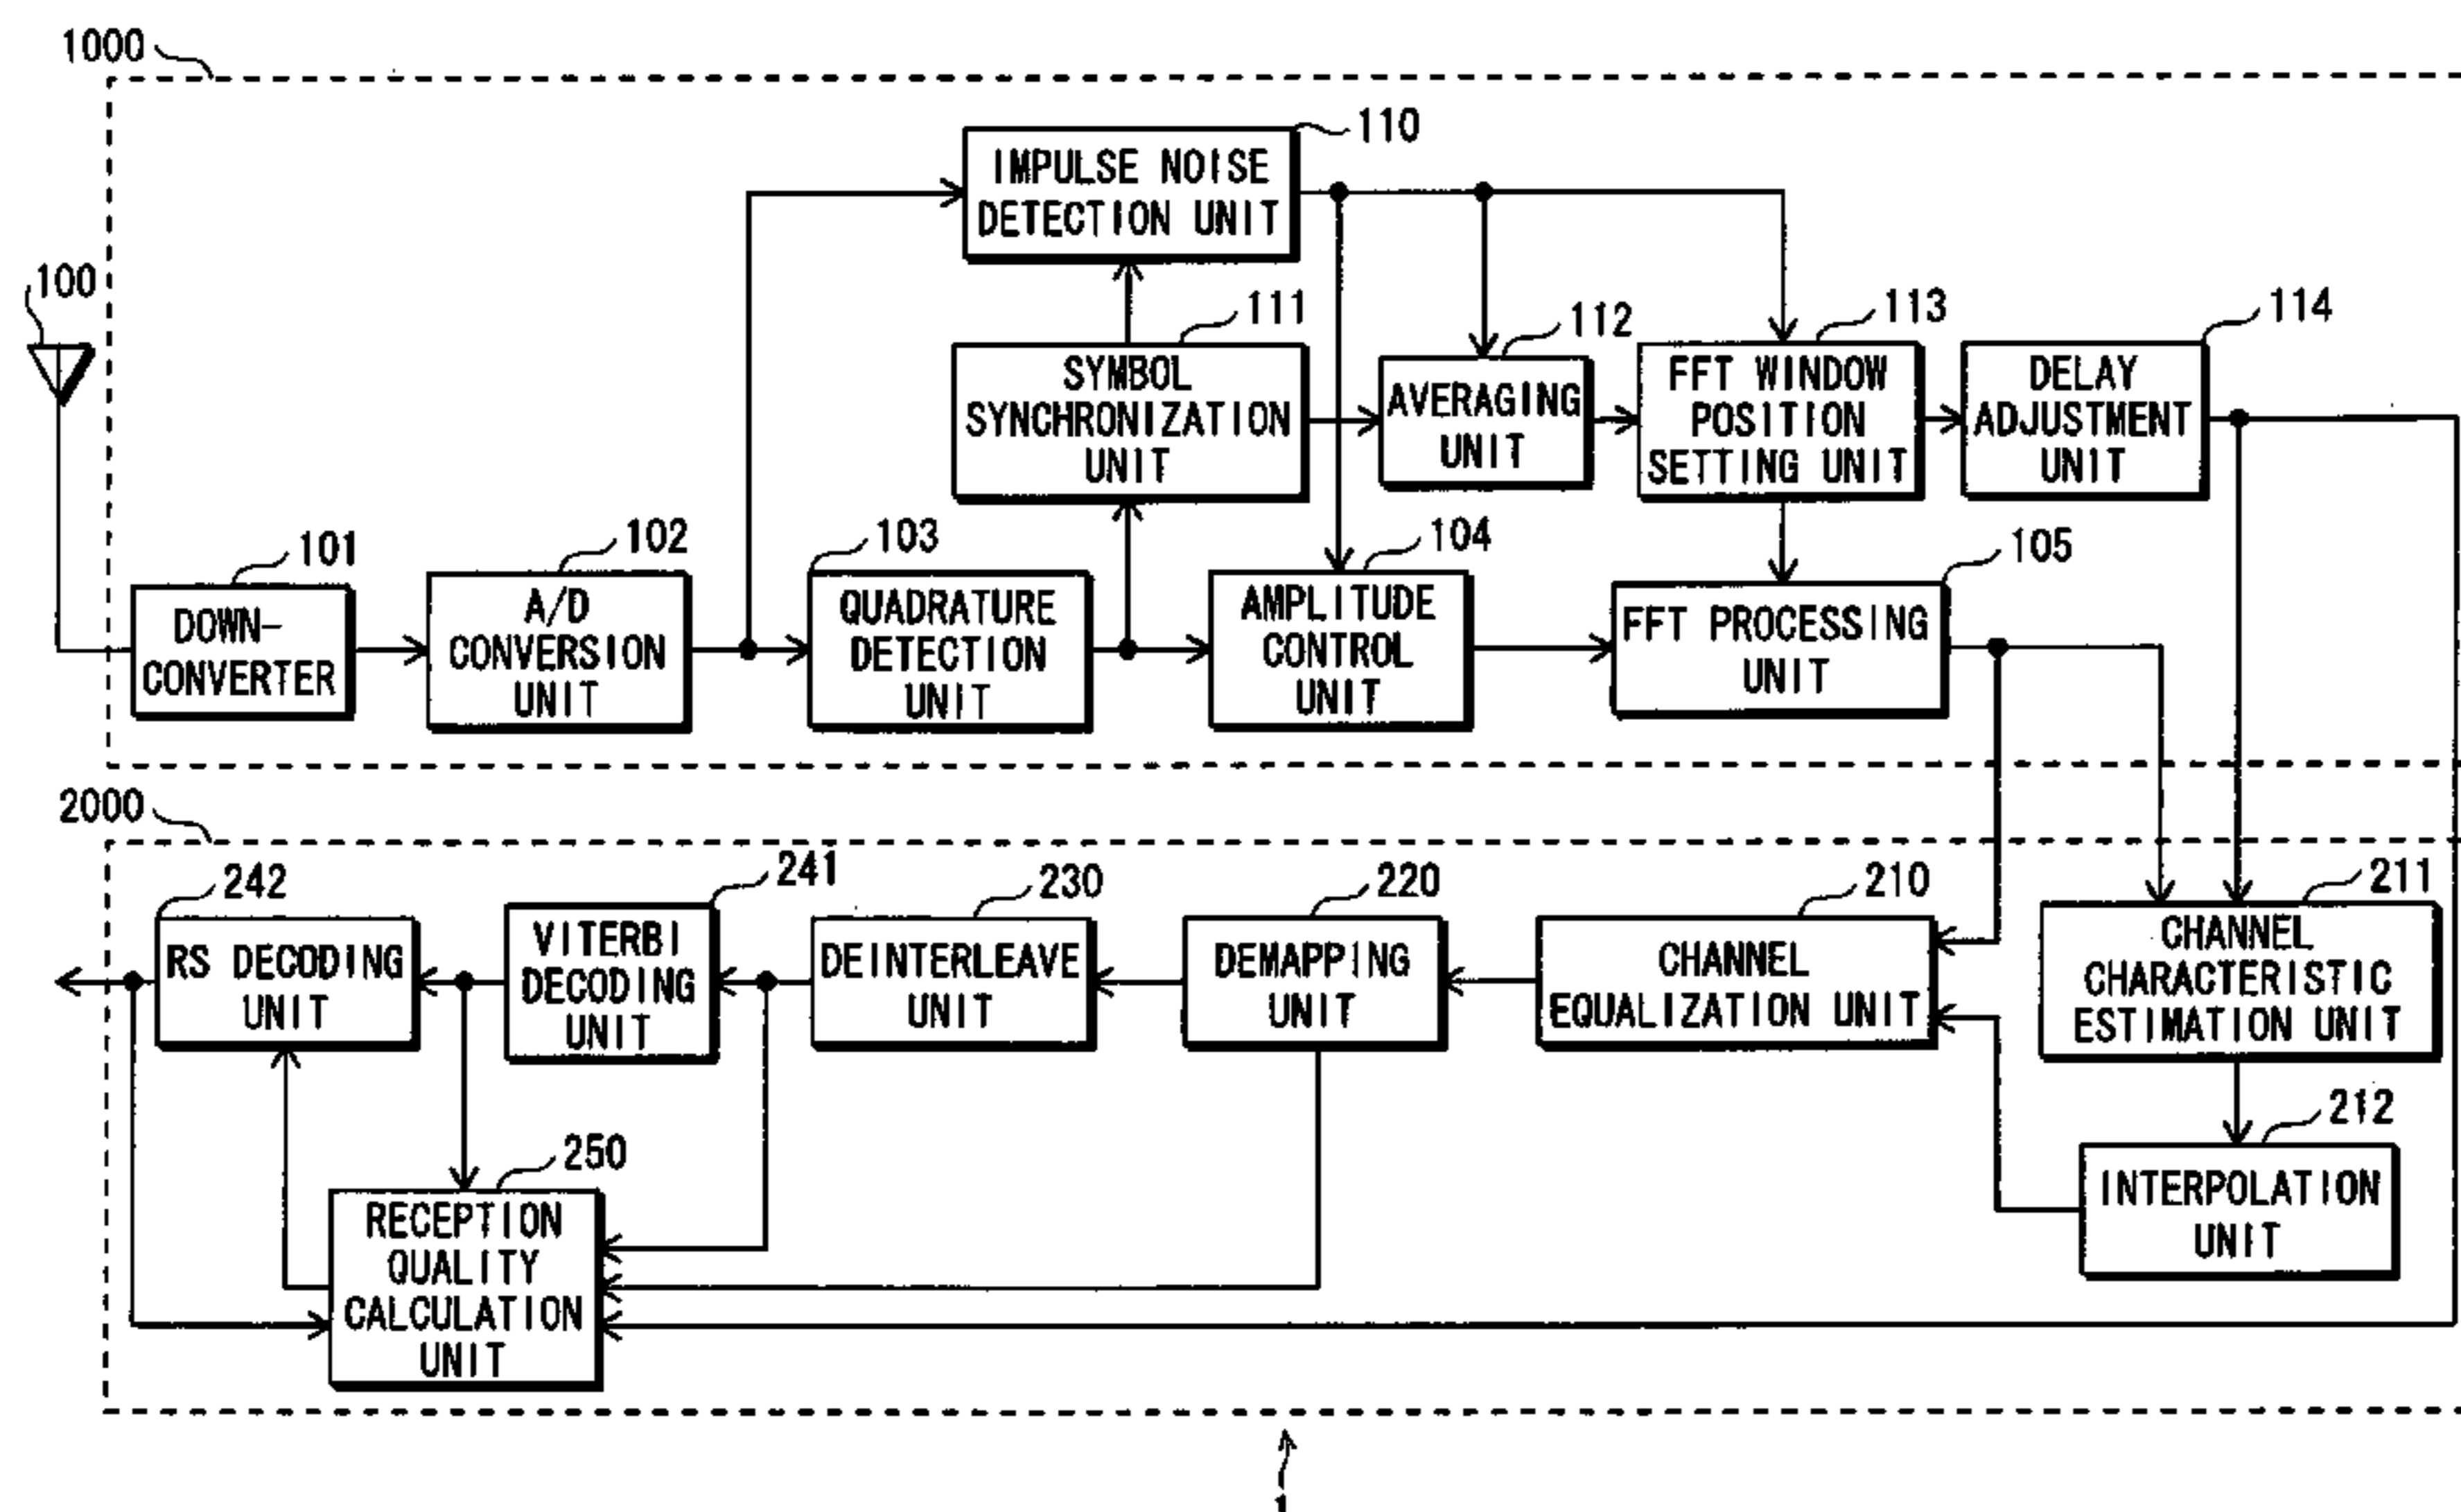 1000
110
IMPULSE NOISE
DETECTION UNIT
100
111
SYMBOL
SYNCHRONIZATION
UNIT
112
AVERAGING
UNIT
113
FFT WINDOW
POSITION
SETTING UNIT
114
DELAY
ADJUSTMENT
UNIT
101
DOWN-
CONVERTER
102
A/D
CONVERSION
UNIT
103
QUADRATURE
DETECTION
UNIT
104
AMPLITUDE
CONTROL
UNIT
105
FFT PROCESSING
UNIT
2000
242
RS DECODING
UNIT
241
VITERBI
DECODING
UNIT
230
DEINTERLEAVE
UNIT
220
DEMAPPING
UNIT
210
CHANNEL
EQUALIZATION UNIT
211
CHANNEL
CHARACTERISTIC
ESTIMATION UNIT
212
INTERPOLATION
UNIT
250
RECEPTION
QUALITY
CALCULATION
UNIT
1